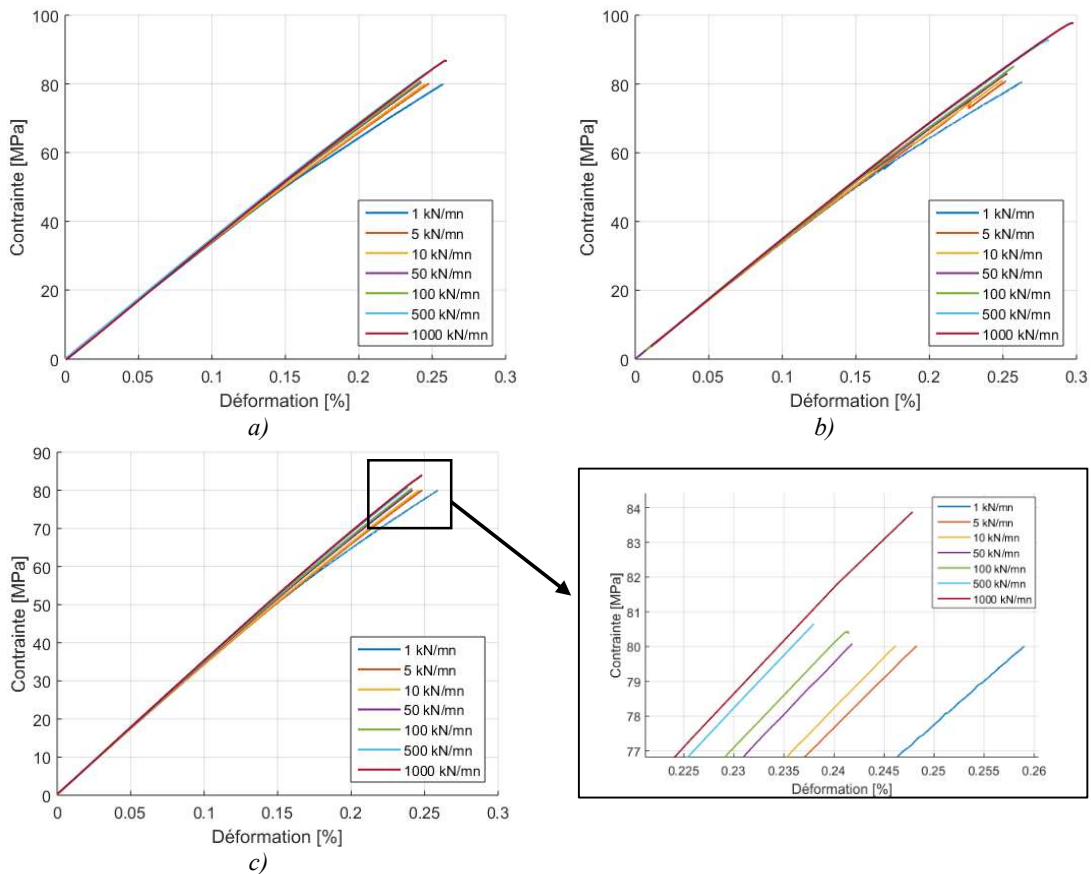 100
80
60
40
20
0
Contrainte [MPa]
1 kN/mn
5 kN/mn
10 kN/mn
50 kN/mn
100 kN/mn
500 kN/mn
1000 kN/mn
0 0.05 0.1 0.15 0.2 0.25 0.3
Déformation [%]
a)
100
80
60
40
20
0
Contrainte [MPa]
1 kN/mn
5 kN/mn
10 kN/mn
50 kN/mn
100 kN/mn
500 kN/mn
1000 kN/mn
0 0.05 0.1 0.15 0.2 0.25 0.3
Déformation [%]
b)
90
80
70
60
50
40
30
20
10
0
Contrainte [MPa]
1 kN/mn
5 kN/mn
10 kN/mn
50 kN/mn
100 kN/mn
500 kN/mn
1000 kN/mn
0 0.05 0.1 0.15 0.2 0.25 0.3
Déformation [%]
c)
84
83
82
81
80
79
78
77
Contrainte [MPa]
1 kN/mn
5 kN/mn
10 kN/mn
50 kN/mn
100 kN/mn
500 kN/mn
1000 kN/mn
0.225 0.23 0.235 0.24 0.245 0.25 0.255 0.26
Déformation [%]